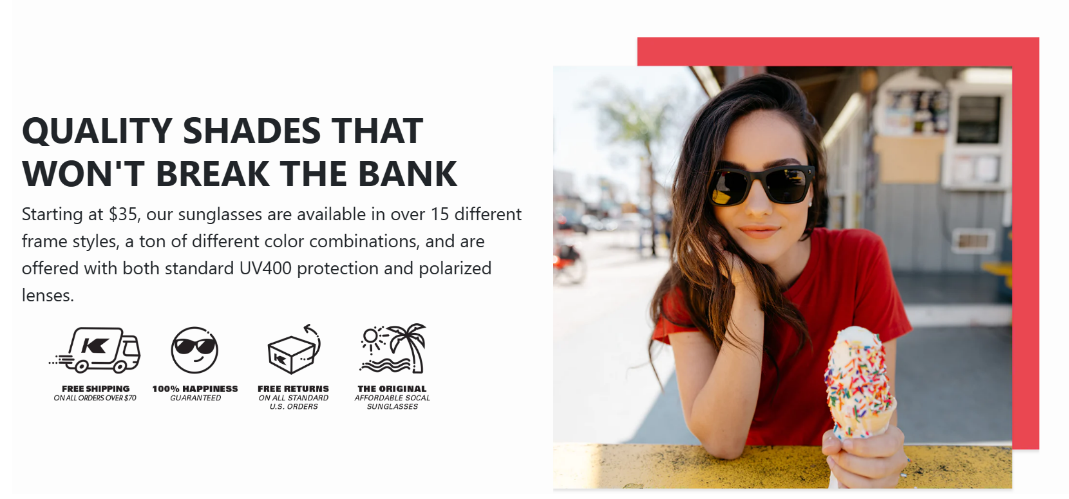 QUALITY SHADES THAT
WON'T BREAK THE BANK
Starting at $35, our sunglasses are available in over 15 different
frame styles, a ton of different color combinations, and are
offered with both standard UV400 protection and polarized
lenses.
FREE SHIPPING
ON ALL ORDERS OVER $70
100% HAPPINESS
GUARANTEED
FREE RETURNS
ON ALL STANDARD
U.S. ORDERS
THE ORIGINAL
AFFORDABLE SOCAL
SUNGLASSES